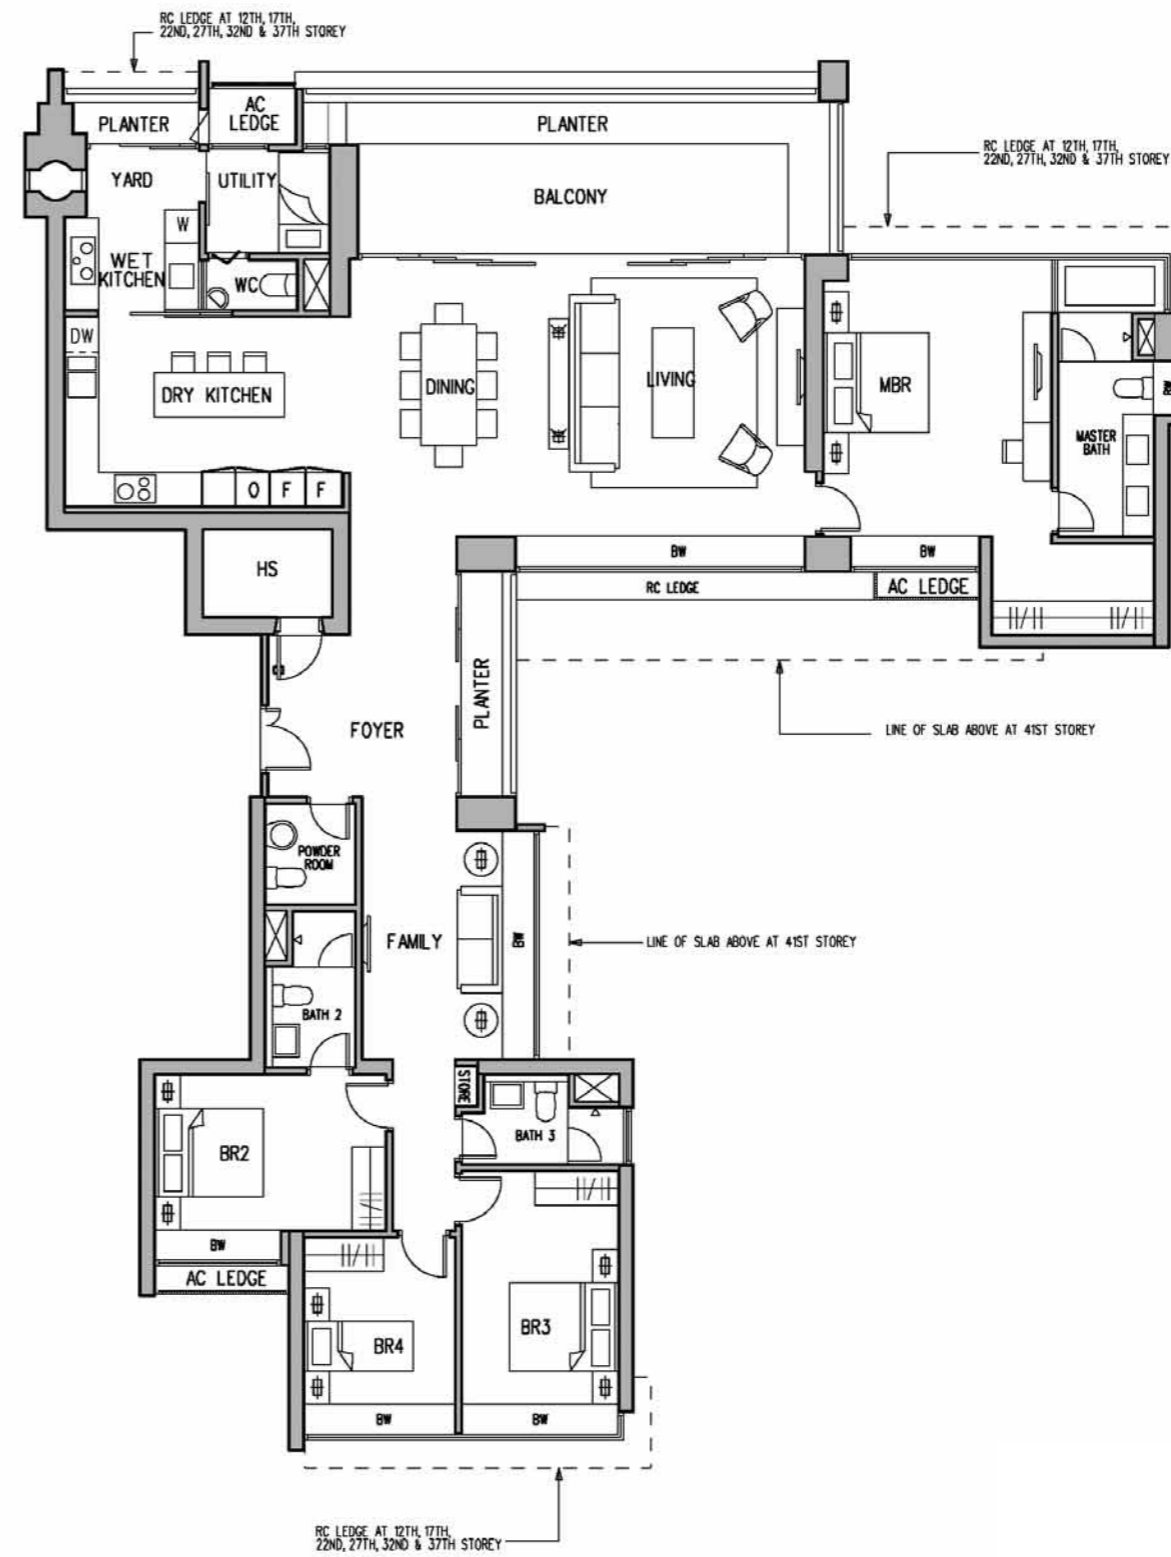 RC LEDGE AT 12TH, 17TH,
22ND, 27TH, 32ND & 37TH STOREY
AC
LEDGE
PLANTER
PLANTER
RC LEDGE AT 12TH, 17TH,
22ND, 27TH, 32ND & 37TH STOREY
YARD
UTILITY
BALCONY
W
WET
KITCHEN
WC
DW
DRY KITCHEN
DINING
LIVING
MBR
MASTER
BATH
O
F
F
HS
BW
BW
RC LEDGE
AC LEDGE
PLANTER
FOYER
LINE OF SLAB ABOVE AT 41ST STOREY
POWDER
ROOM
FAMILY
BW
LINE OF SLAB ABOVE AT 41ST STOREY
BATH 2
STORE
BATH 3
BR2
BW
AC LEDGE
BR3
BR4
BW
BW
RC LEDGE AT 12TH, 17TH,
22ND, 27TH, 32ND & 37TH STOREY